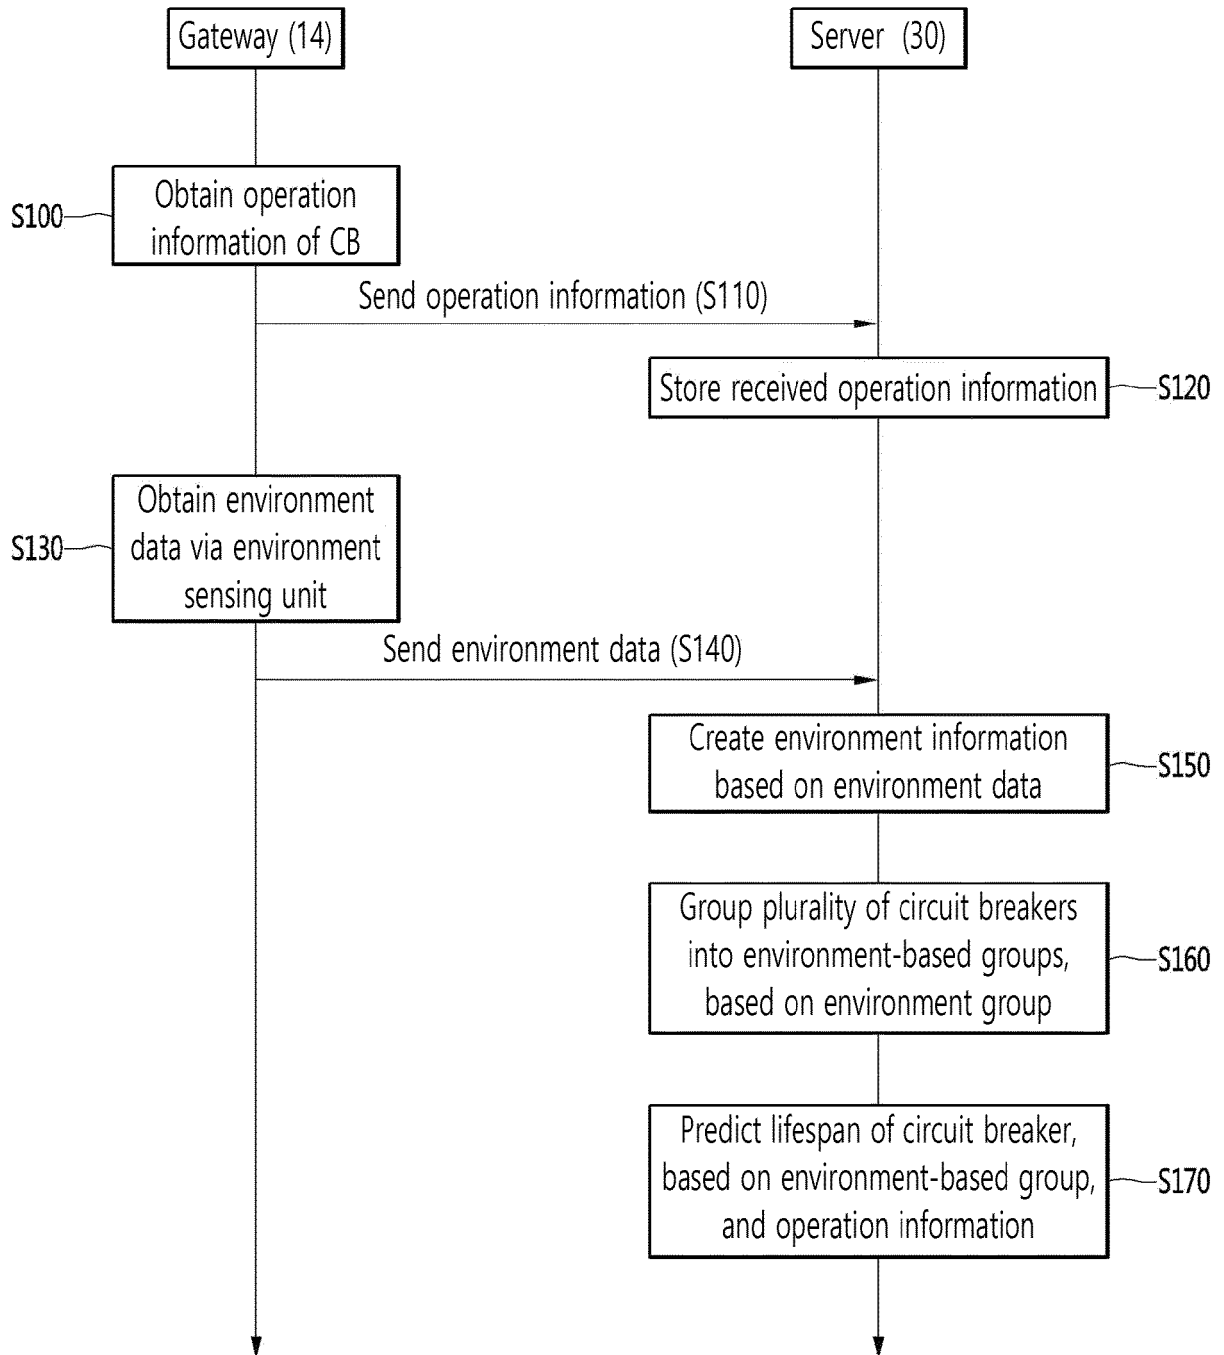 Gateway (14)
Server (30)
S100
Obtain operation
information of CB
Send operation information (S110)
Store received operation information
S120
S130
Obtain environment
data via environment
sensing unit
Send environment data (S140)
Create environment information
based on environment data
S150
Group plurality of circuit breakers
into environment-based groups,
based on environment group
S160
Predict lifespan of circuit breaker,
based on environment-based group,
and operation information
S170